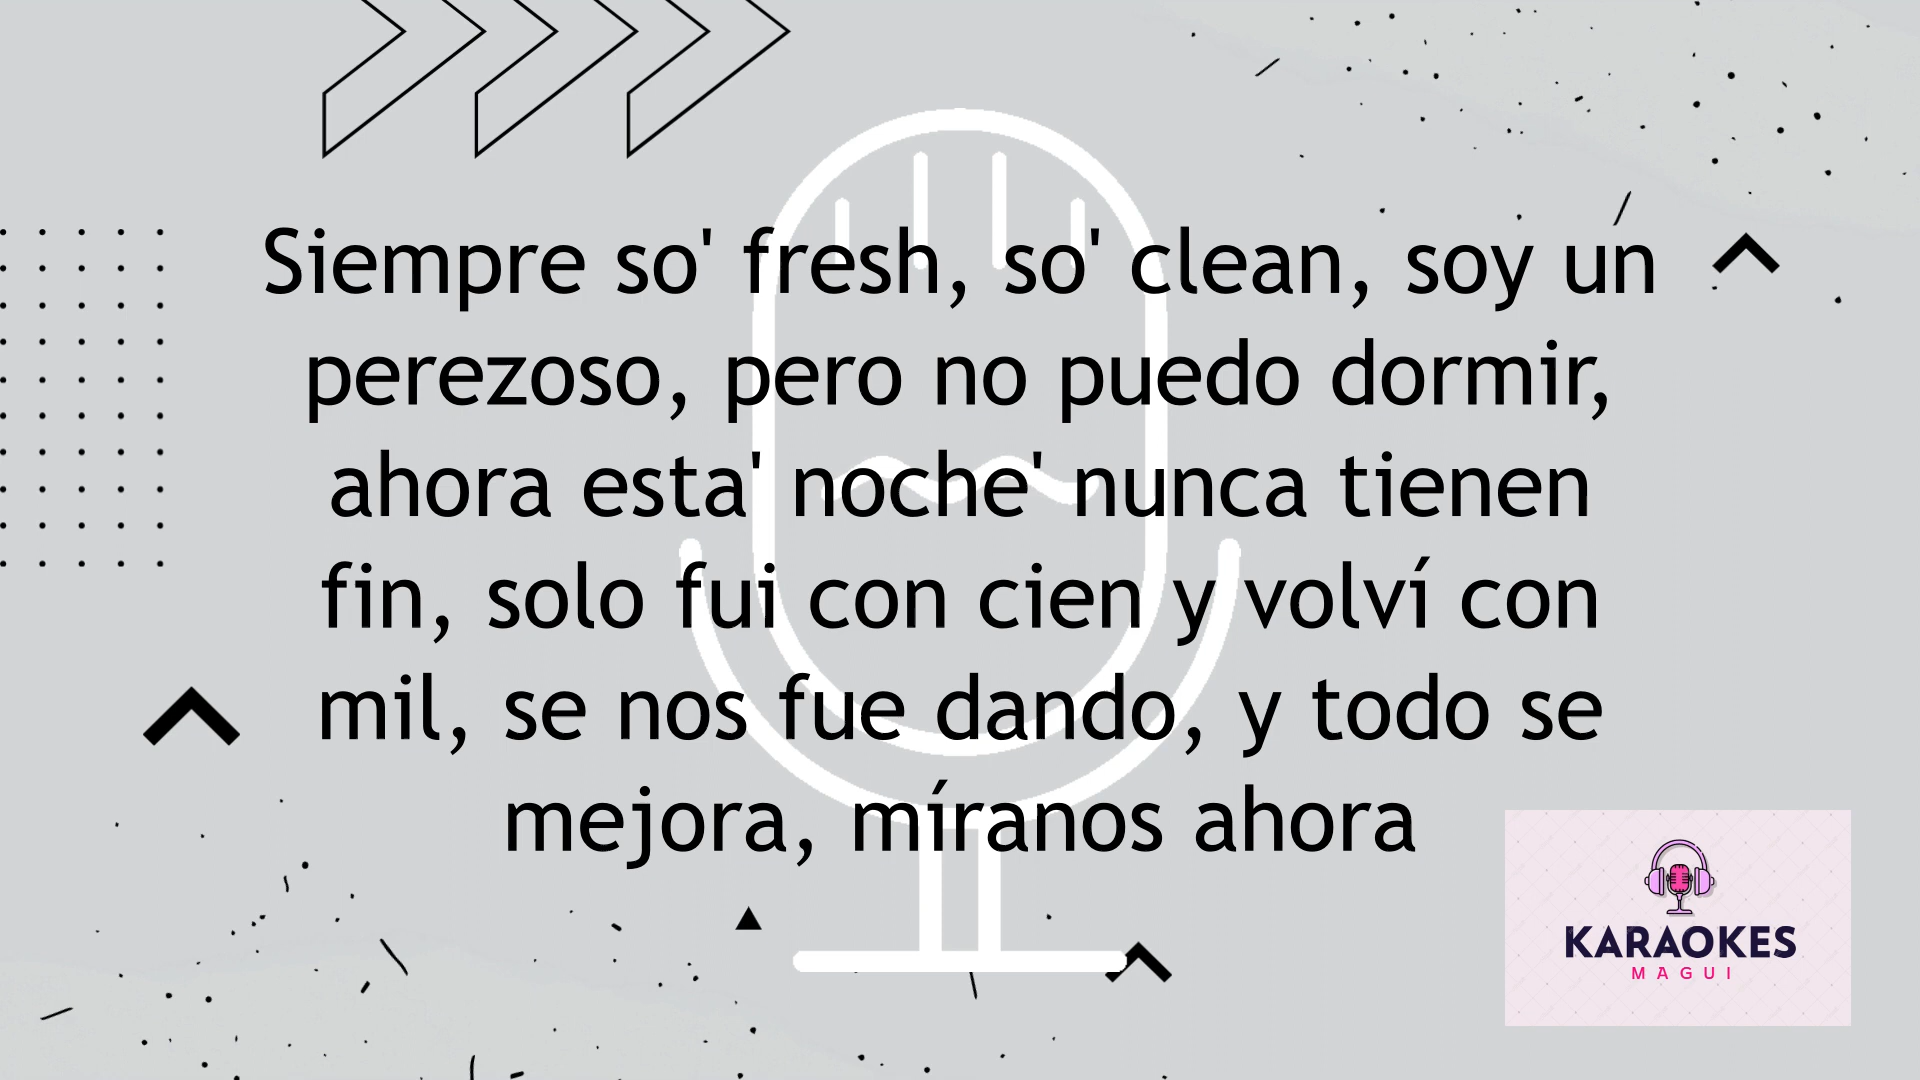 Siempre so' fresh, so' clean, soy un
perezoso, pero no puedo dormir,
ahora esta' noche' nunca tienen
fin, solo fui con cien y volví con
mil, se nos fue dando, y todo se
mejora, míranos ahora
KARAOKES
MAGUI